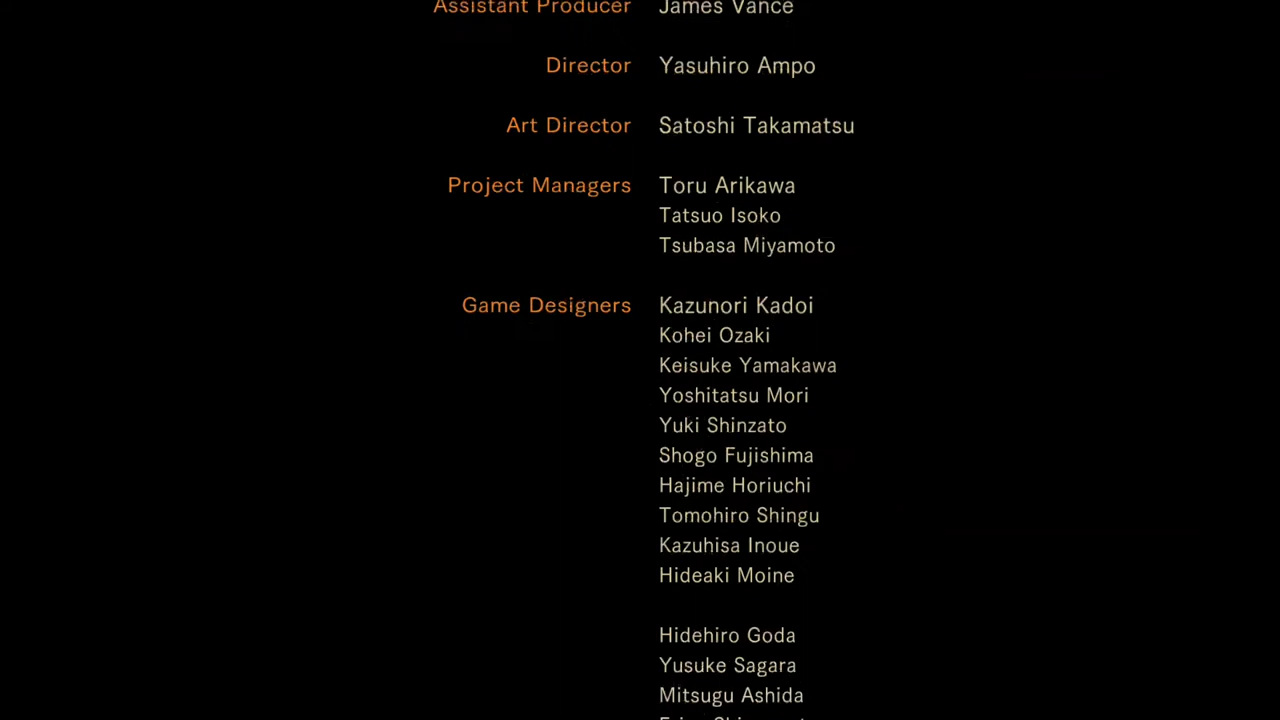 Assistant Producer James Vance
Director Yasuhiro Ampo
Art Director Satoshi Takamatsu
Project Managers Toru Arikawa
Tatsuo Isoko
Tsubasa Miyamoto
Game Designers Kazunori Kadoi
Kohei Ozaki
Keisuke Yamakawa
Yoshitatsu Mori
Yuki Shinzato
Shogo Fujishima
Hajime Horiuchi
Tomohiro Shingu
Kazuhisa Inoue
Hideaki Moine
Hidehiro Goda
Yusuke Sagara
Mitsugu Ashida